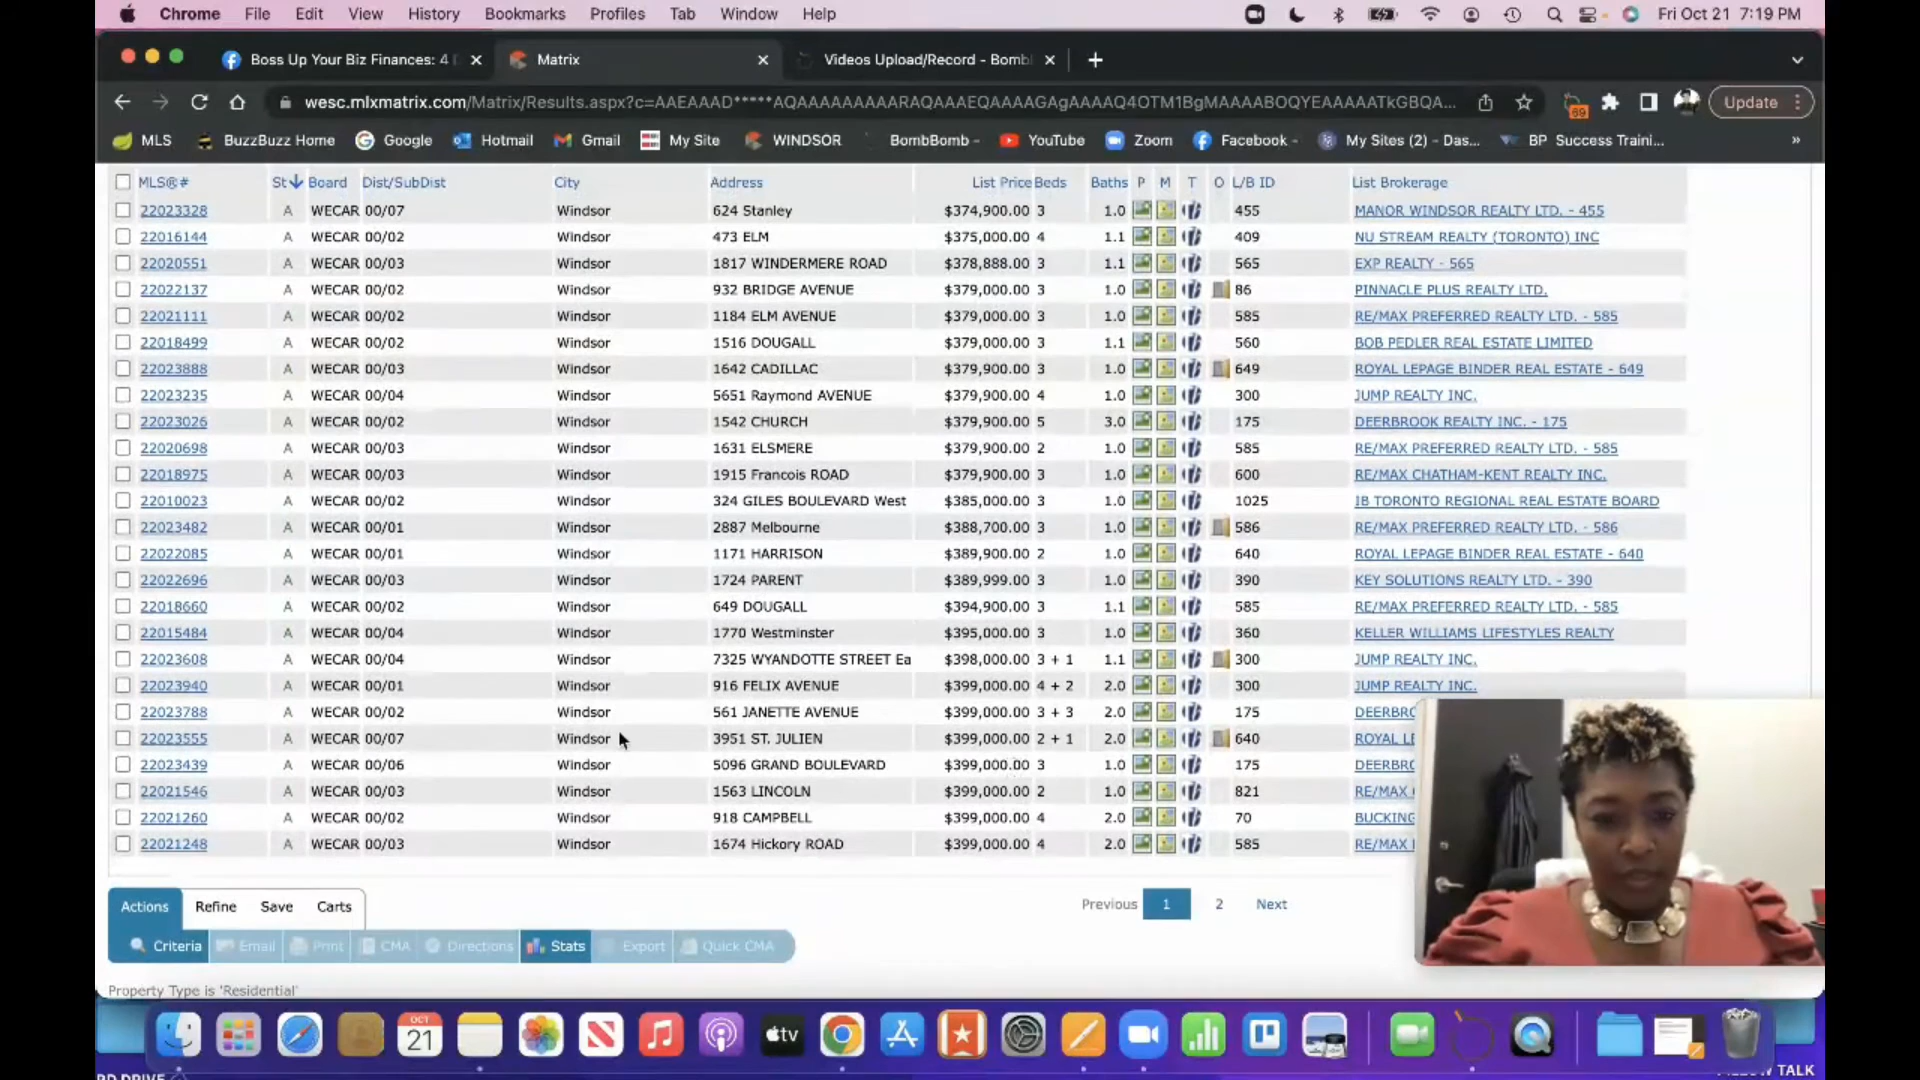 Chrome File Edit View History Bookmarks Profiles Tab Window Help Fri Oct 21 7:19 PM
Boss Up Your Biz Finances: 4 Matrix Videos Upload/Record - Bomb
wesc.mlxmatrix.com/Matrix/Results.aspx?c=AAEAAAD*****AQAAAAAAAAARAQAAAEQAAAAGAgAAAAQ4OTM1BgMAAAABOQYEAAAAATkGBQA... 69 Update
MLS BuzzBuzz Home Google Hotmail Gmail My Site WINDSOR BombBomb - YouTube Zoom Facebook - My Sites (2) - Das... BP Success Traini... »
MLS®# St Board Dist/SubDist City Address List Price Beds Baths P M T O L/B ID List Brokerage
22023328 A WECAR 00/07 Windsor 624 Stanley $374,900.00 3 1.0 455 MANOR WINDSOR REALTY LTD. - 455
22016144 A WECAR 00/02 Windsor 473 ELM $375,000.00 4 1.1 409 NU STREAM REALTY (TORONTO) INC
22020551 A WECAR 00/03 Windsor 1817 WINDERMERE ROAD $378,888.00 3 1.1 565 EXP REALTY - 565
22022137 A WECAR 00/02 Windsor 932 BRIDGE AVENUE $379,000.00 3 1.0 86 PINNACLE PLUS REALTY LTD.
22021111 A WECAR 00/02 Windsor 1184 ELM AVENUE $379,000.00 3 1.0 585 RE/MAX PREFERRED REALTY LTD. - 585
22018499 A WECAR 00/02 Windsor 1516 DOUGALL $379,000.00 3 1.1 560 BOB PEDLER REAL ESTATE LIMITED
22023888 A WECAR 00/03 Windsor 1642 CADILLAC $379,900.00 3 1.0 649 ROYAL LEPAGE BINDER REAL ESTATE - 649
22023235 A WECAR 00/04 Windsor 5651 Raymond AVENUE $379,900.00 4 1.0 300 JUMP REALTY INC.
22023026 A WECAR 00/02 Windsor 1542 CHURCH $379,900.00 5 3.0 175 DEERBROOK REALTY INC. - 175
22020698 A WECAR 00/03 Windsor 1631 ELSMERE $379,900.00 2 1.0 585 RE/MAX PREFERRED REALTY LTD. - 585
22018975 A WECAR 00/03 Windsor 1915 Francois ROAD $379,900.00 3 1.0 600 RE/MAX CHATHAM-KENT REALTY INC.
22010023 A WECAR 00/02 Windsor 324 GILES BOULEVARD West $385,000.00 3 1.0 1025 IB TORONTO REGIONAL REAL ESTATE BOARD
22023482 A WECAR 00/01 Windsor 2887 Melbourne $388,700.00 3 1.0 586 RE/MAX PREFERRED REALTY LTD. - 586
22022085 A WECAR 00/01 Windsor 1171 HARRISON $389,900.00 2 1.0 640 ROYAL LEPAGE BINDER REAL ESTATE - 640
22022696 A WECAR 00/03 Windsor 1724 PARENT $389,999.00 3 1.0 390 KEY SOLUTIONS REALTY LTD. - 390
22018660 A WECAR 00/02 Windsor 649 DOUGALL $394,900.00 3 1.1 585 RE/MAX PREFERRED REALTY LTD. - 585
22015484 A WECAR 00/04 Windsor 1770 Westminster $395,000.00 3 1.0 360 KELLER WILLIAMS LIFESTYLES REALTY
22023608 A WECAR 00/04 Windsor 7325 WYANDOTTE STREET Ea $398,000.00 3 + 1 1.1 300 JUMP REALTY INC.
22023940 A WECAR 00/01 Windsor 916 FELIX AVENUE $399,000.00 4 + 2 2.0 300 JUMP REALTY INC.
22023788 A WECAR 00/02 Windsor 561 JANETTE AVENUE $399,000.00 3 + 3 2.0 175 DEERBRO
22023555 A WECAR 00/07 Windsor 3951 ST. JULIEN $399,000.00 2 + 1 2.0 640 ROYAL LE
22023439 A WECAR 00/06 Windsor 5096 GRAND BOULEVARD $399,000.00 3 1.0 175 DEERBRO
22021546 A WECAR 00/03 Windsor 1563 LINCOLN $399,000.00 2 1.0 821 RE/MAX
22021260 A WECAR 00/02 Windsor 918 CAMPBELL $399,000.00 4 2.0 70 BUCKING
22021248 A WECAR 00/03 Windsor 1674 Hickory ROAD $399,000.00 4 2.0 585 RE/MAX
Actions Refine Save Carts Previous 1 2 Next
Criteria Email Print CMA Directions Stats Export Quick CMA
Property Type is 'Residential'
OCT
21
tv
TALK